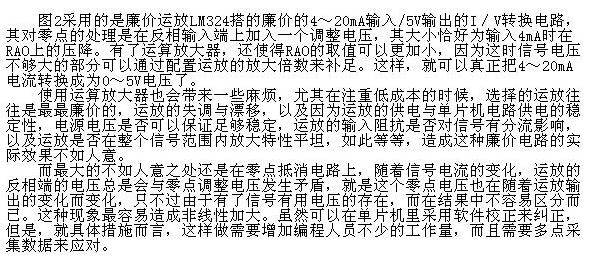 图2采用的是廉价运放LM324搭的廉价的4～20mA输入/5V输出的I／V转换电路，
其对零点的处理是在反相输入端上加入一个调整电压，其大小恰好为输入4mA时在
RA0上的压降。有了运算放大器，还使得RA0的取值可以更加小，因为这时信号电压
不够大的部分可以通过配置运放的放大倍数来补足。这样，就可以真正把4～20mA
电流转换成为0～5V电压了。
使用运算放大器也会带来一些麻烦，尤其在注重低成本的时候，选择的运放往
往是最最廉价的，运放的失调与漂移，以及因为运放的供电与单片机电路供电的稳
定性，电源电压是否可以保证足够稳定，运放的输入阻抗是否对信号有分流影响，
以及运放是否在整个信号范围内放大特性平坦，如此等等，造成这种廉价电路的实
际效果不如人意。
而最大的不如人意之处还是在零点抵消电路上，随着信号电流的变化，运放的
反相端的电压总是会与零点调整电压发生矛盾，就是这个零点电压也在随着运放输
出的变化而变化，只不过由于有了信号有用电压的存在，而在结果中不容易区分而
已。这种现象最容易造成非线性加大。虽然可以在单片机里采用软件校正来纠正，
但是，就具体措施而言，这样做需要增加编程人员不少的工作量，而且需要多点采
集数据来应对。